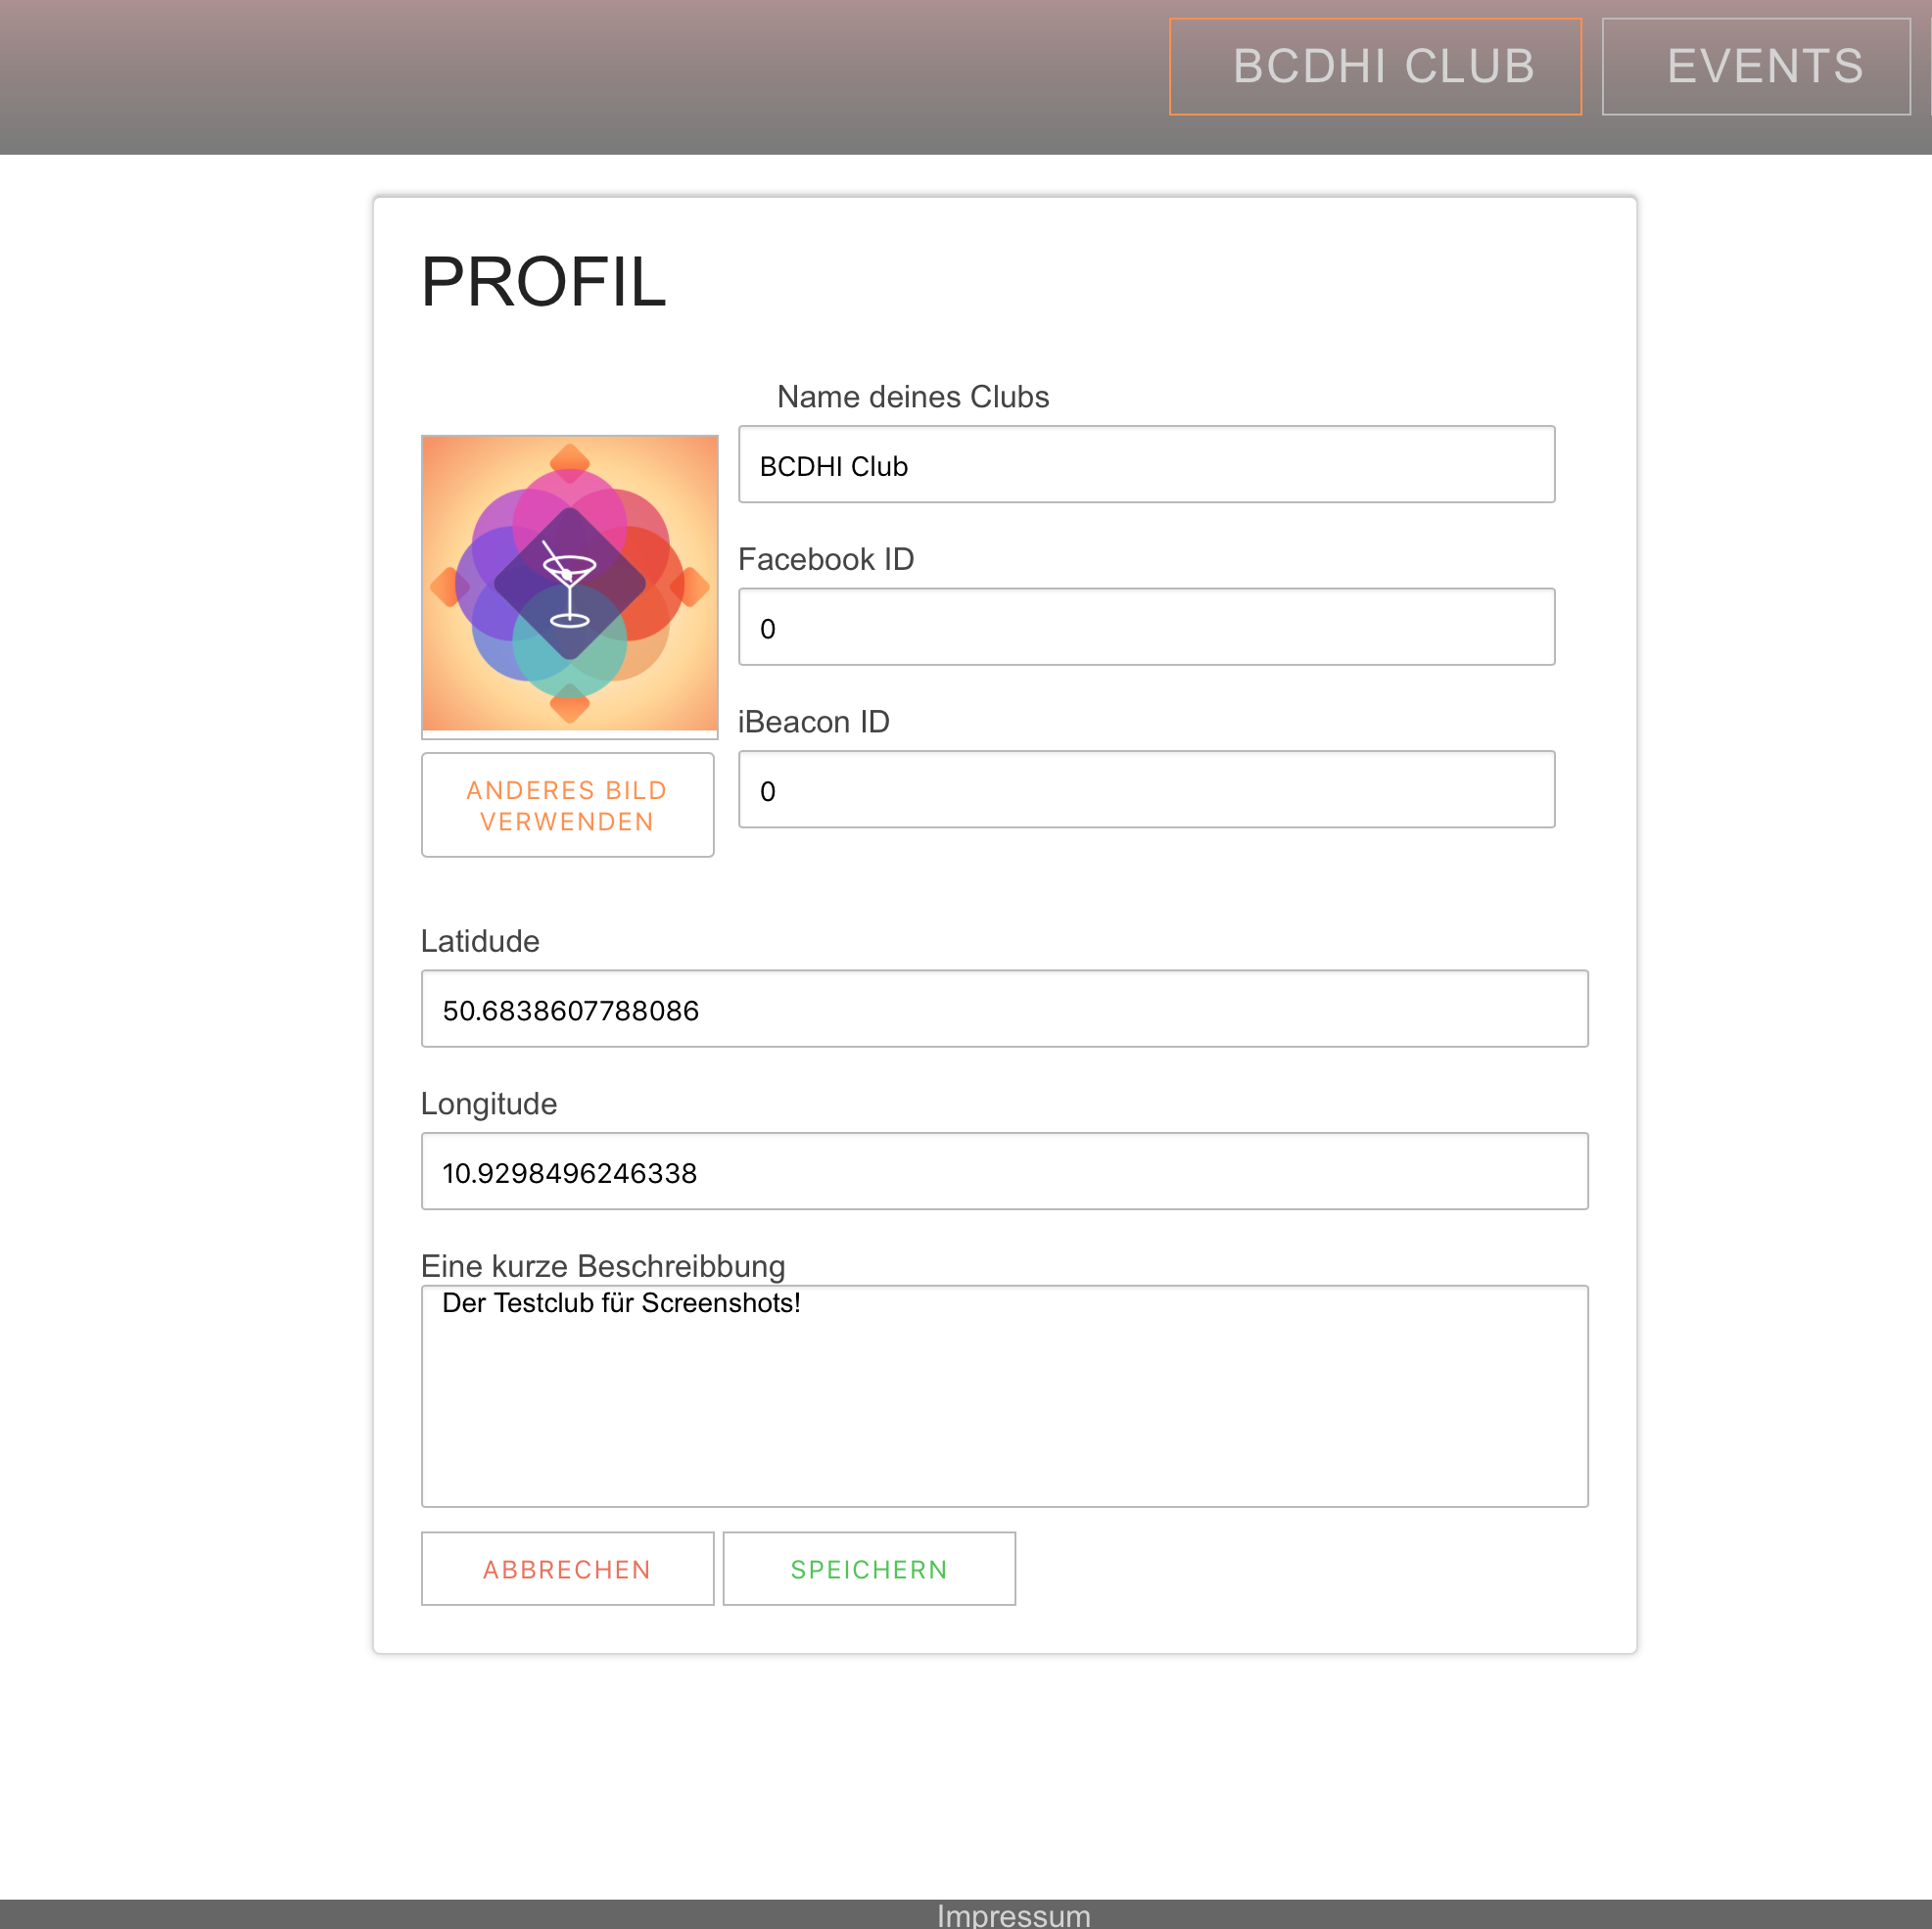 BCDHI CLUB
EVENTS
PROFIL
Name deines Clubs
BCDHI Club
Facebook ID
0
iBeacon ID
0
ANDERES BILD
VERWENDEN
Latidude
50.6838607788086
Longitude
10.9298496246338
Eine kurze Beschreibbung
Der Testclub für Screenshots!
ABBRECHEN
SPEICHERN
Impressum